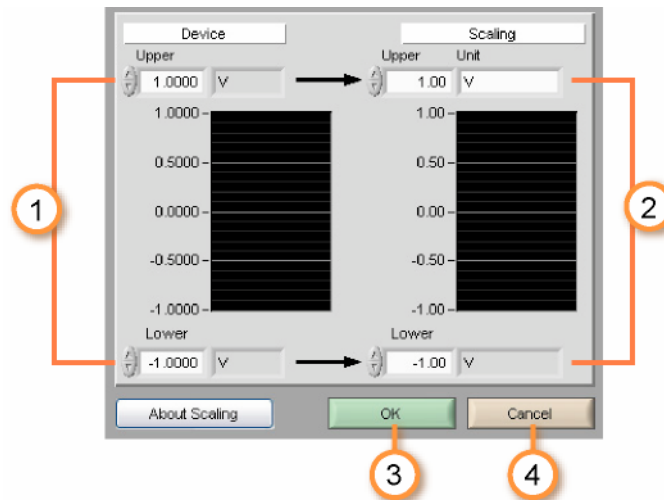 Device Scaling
Upper Upper Unit
1.0000 V 1.00 V
1.0000 1.00
0.5000 0.50
0.0000 0.00
-0.5000 -0.50
-1.0000 -1.00
1 2
Lower Lower
-1.0000 V -1.00 V
About Scaling OK Cancel
3 4